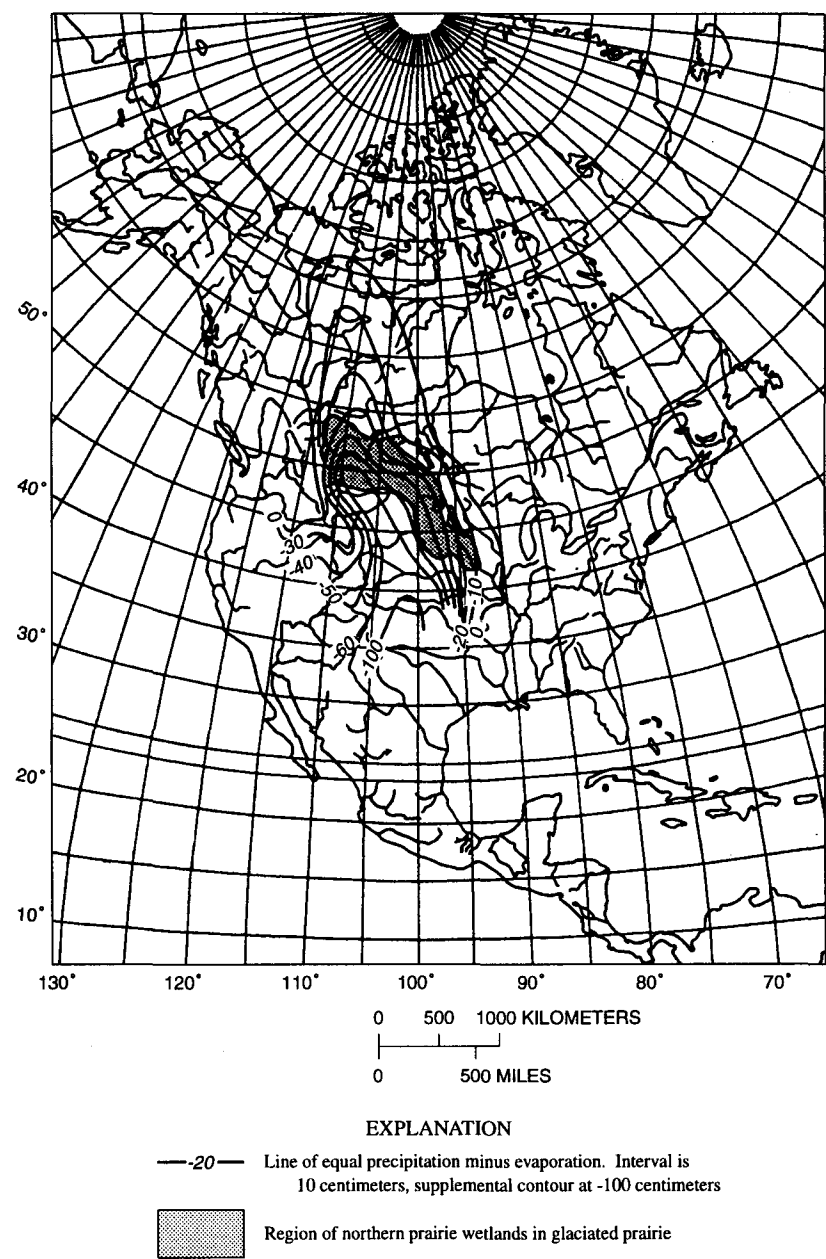 50°
40°
30°
20°
10°
0
-30
-40
-50
-60
-100
-10
-20
0
130° 120° 110° 100° 90° 80° 70°
0 500 1000 KILOMETERS
0 500 MILES
EXPLANATION
-20 Line of equal precipitation minus evaporation. Interval is
10 centimeters, supplemental contour at -100 centimeters
Region of northern prairie wetlands in glaciated prairie